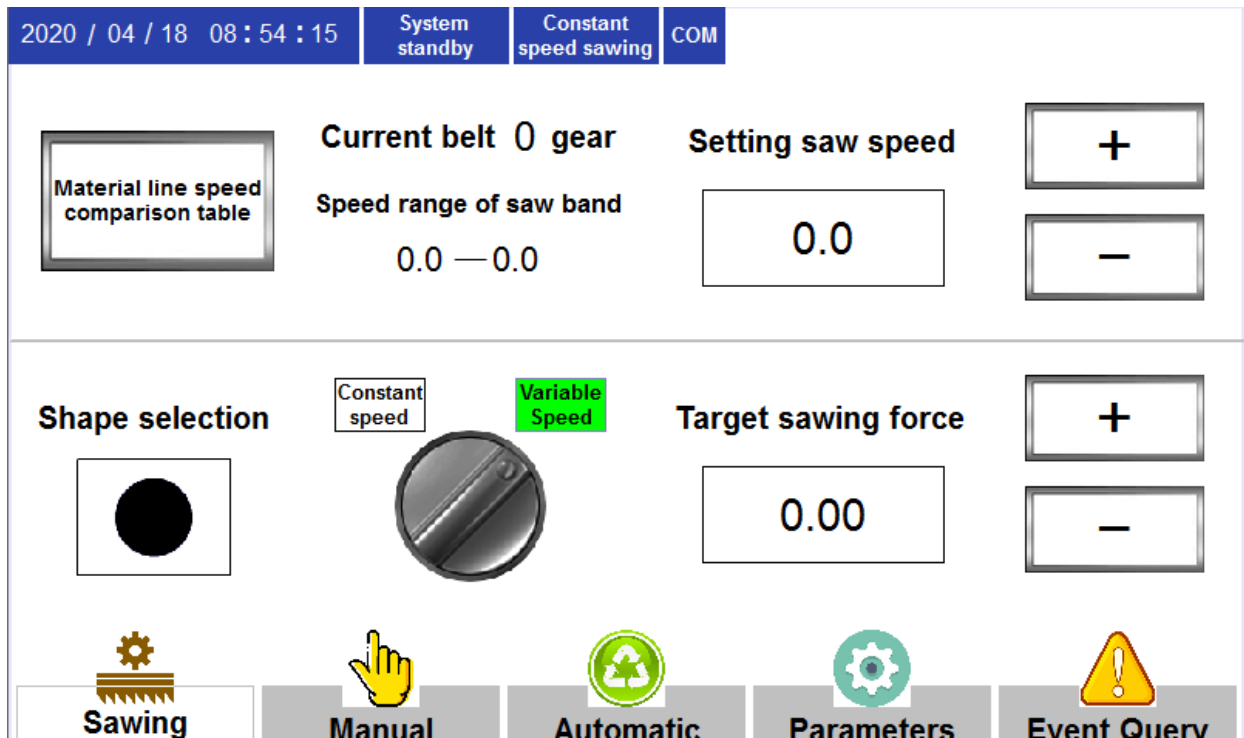 2020 / 04 / 18 08:54:15
System
standby
Constant
speed sawing
COM
Material line speed
comparison table
Current belt 0 gear
Speed range of saw band
0.0 — 0.0
Setting saw speed
0.0
+
−
Shape selection
Constant
speed
Variable
Speed
Target sawing force
0.00
+
−
Sawing
Manual
Automatic
Parameters
Event Query